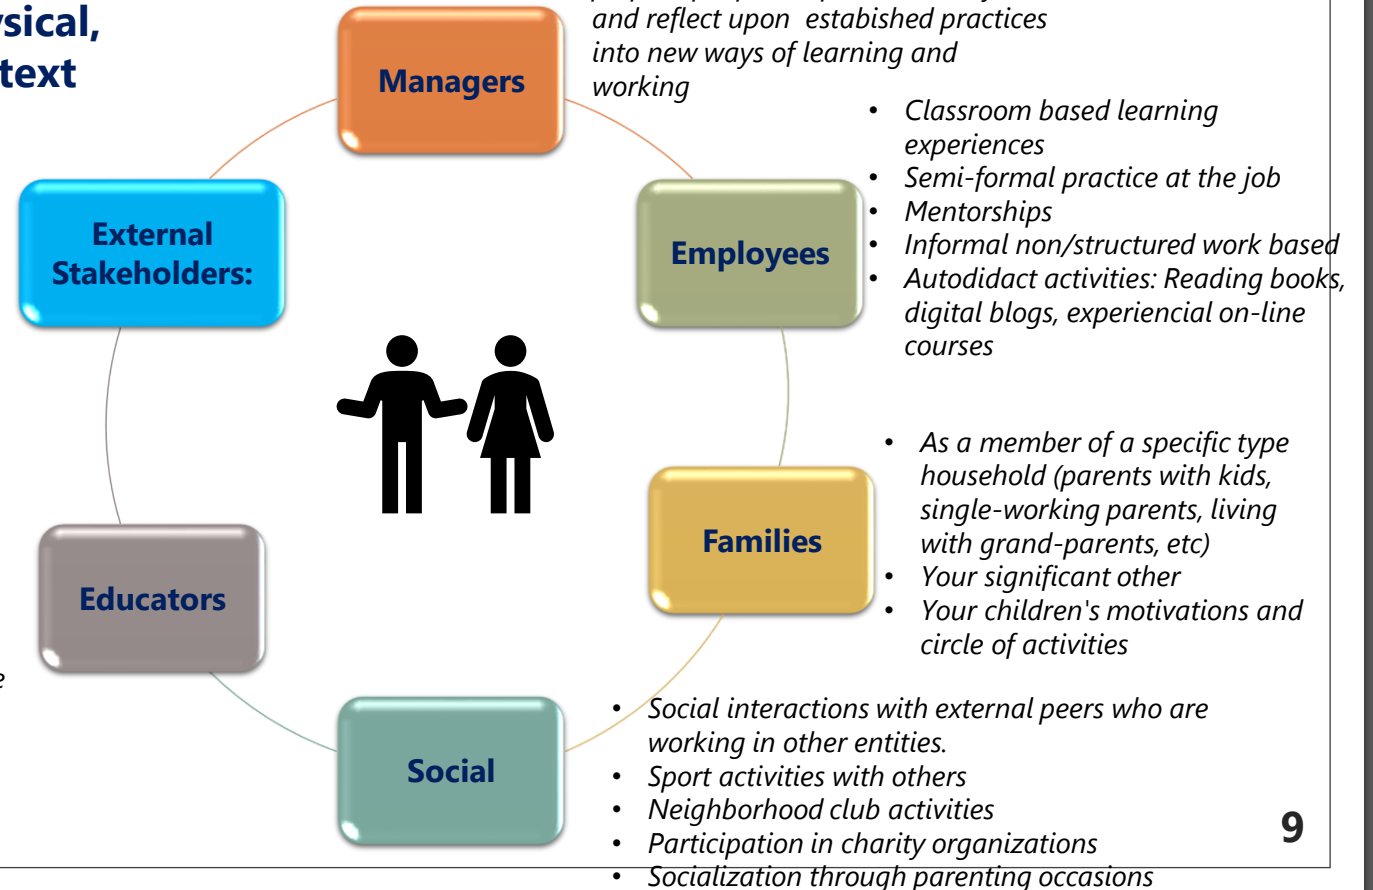 ysical,
text
Managers
and reflect upon estabished practices
into new ways of learning and
working
External
Stakeholders:
Employees
• Classroom based learning
experiences
• Semi-formal practice at the job
• Mentorships
• Informal non/structured work based
• Autodidact activities: Reading books,
digital blogs, experiencial on-line
courses
Families
• As a member of a specific type
household (parents with kids,
single-working parents, living
with grand-parents, etc)
• Your significant other
• Your children's motivations and
circle of activities
Educators
e
Social
• Social interactions with external peers who are
working in other entities.
• Sport activities with others
• Neighborhood club activities
• Participation in charity organizations
• Socialization through parenting occasions
9